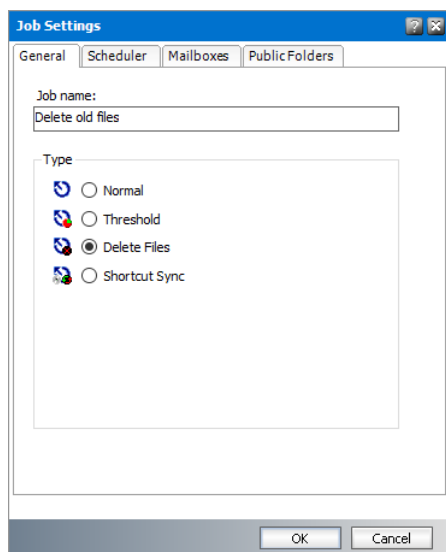 Job Settings
General Scheduler Mailboxes Public Folders
Job name:
Delete old files
Type
Normal
Threshold
Delete Files
Shortcut Sync
OK Cancel